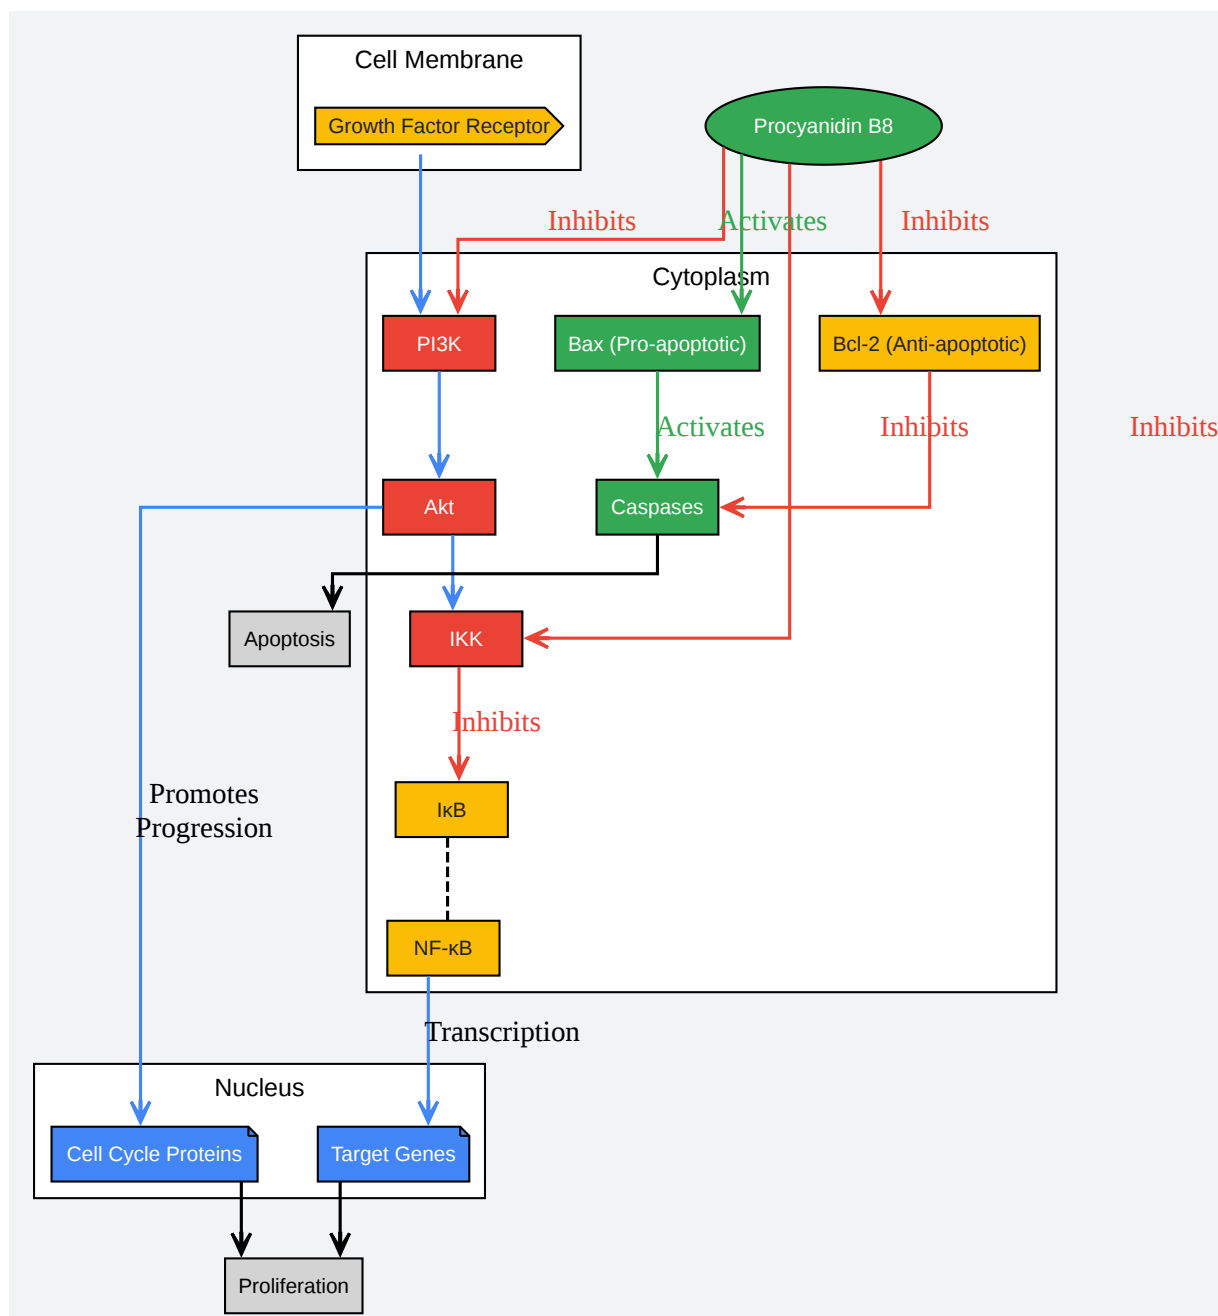 Cell Membrane
Growth Factor Receptor
Procyanidin B8
Inhibits
Activates
Inhibits
Cytoplasm
PI3K
Bax (Pro-apoptotic)
Bcl-2 (Anti-apoptotic)
Activates
Inhibits
Inhibits
Akt
Caspases
Apoptosis
IKK
Inhibits
Promotes
Progression
IκB
NF-κB
Transcription
Nucleus
Cell Cycle Proteins
Target Genes
Proliferation